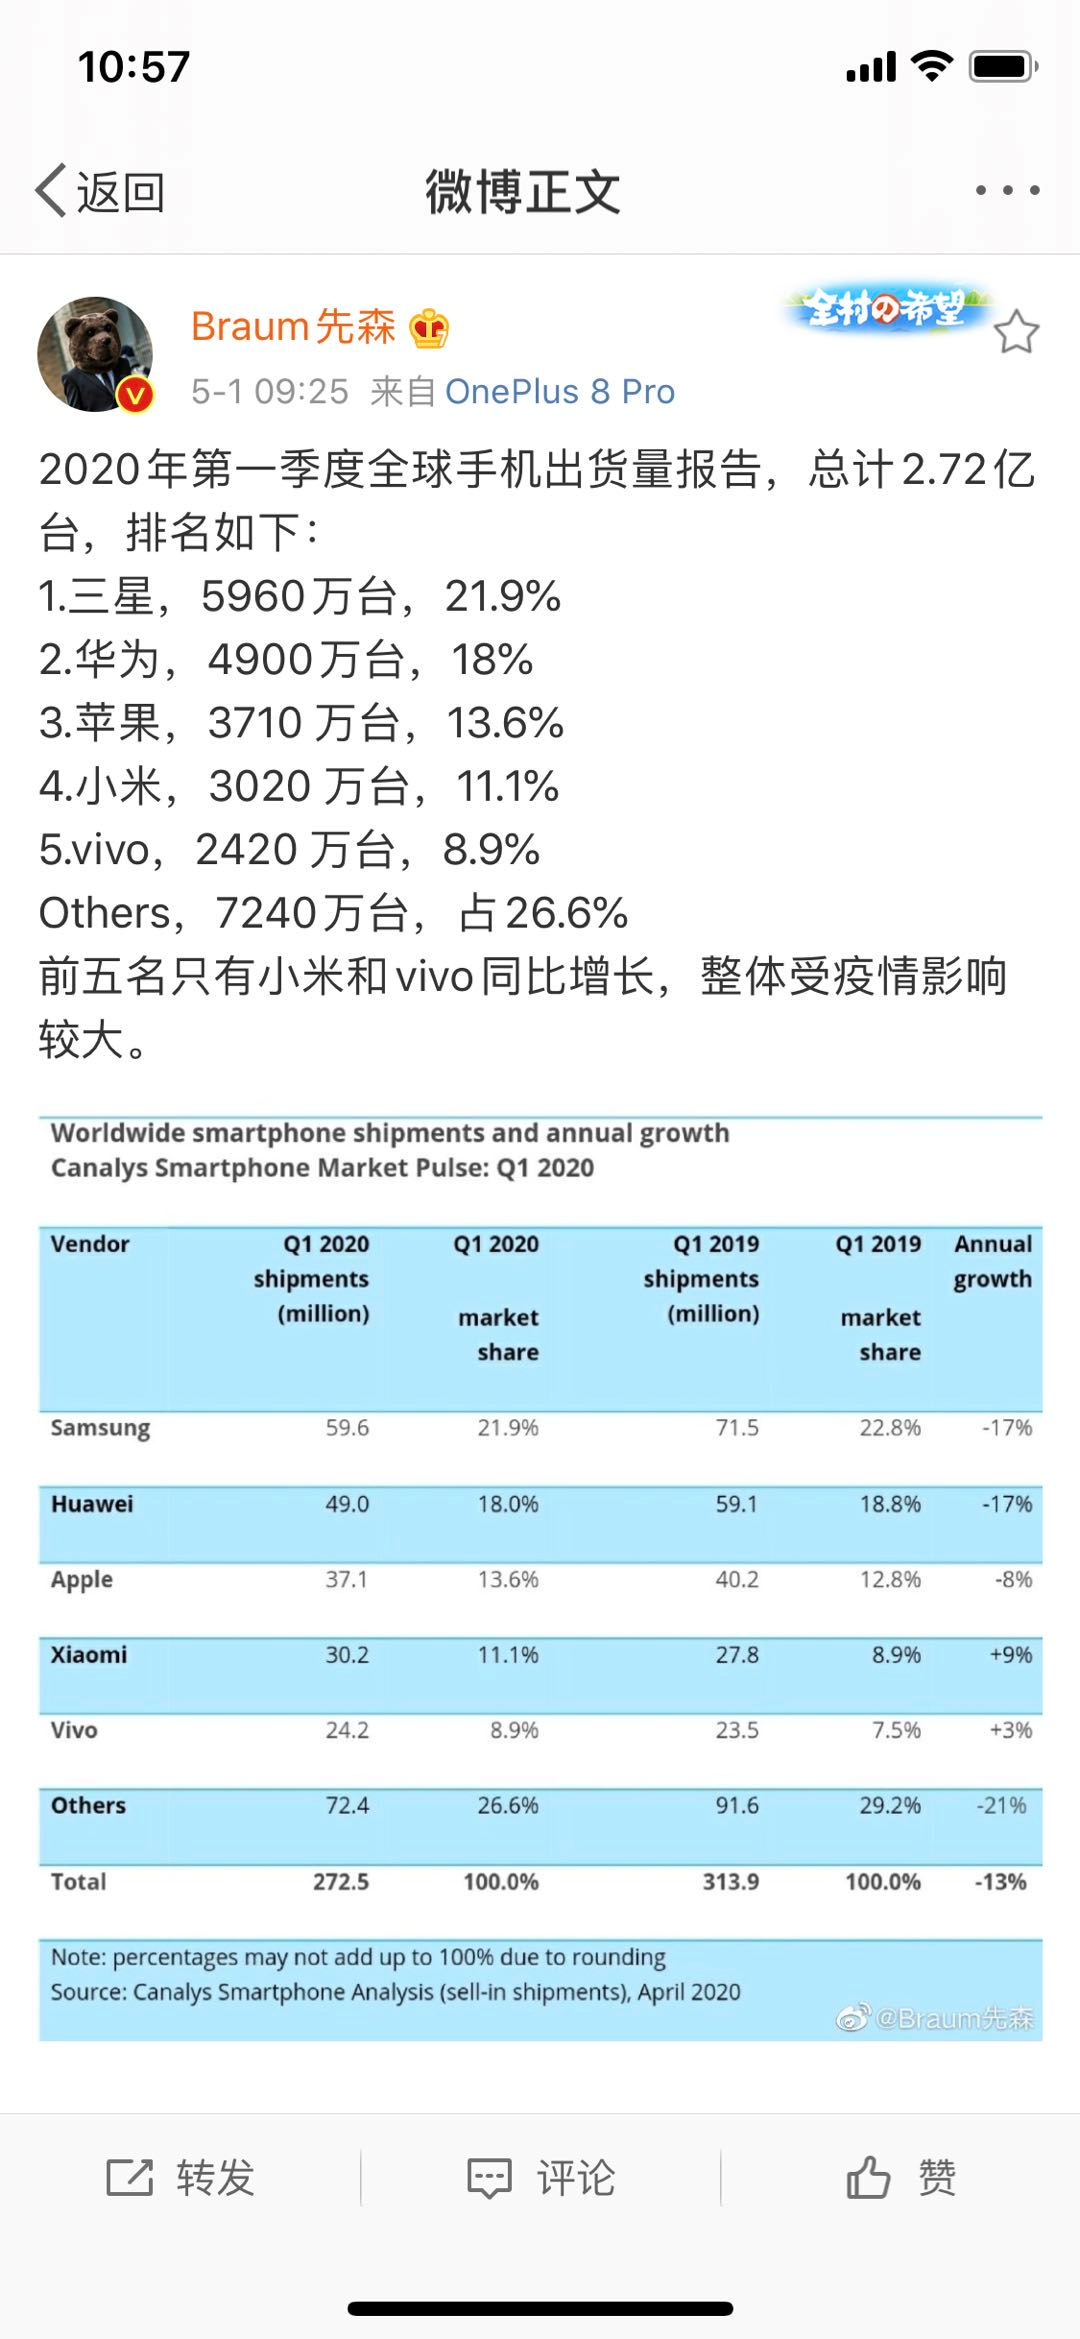 10:57
返回
微博正文
Braum先森
全村の希望
5-1 09:25 来自 OnePlus 8 Pro
2020年第一季度全球手机出货量报告，总计2.72亿
台，排名如下：
1.三星，5960万台，21.9%
2.华为，4900万台，18%
3.苹果，3710 万台，13.6%
4.小米，3020 万台，11.1%
5.vivo，2420 万台，8.9%
Others，7240万台，占26.6%
前五名只有小米和vivo同比增长，整体受疫情影响
较大。
Worldwide smartphone shipments and annual growth
Canalys Smartphone Market Pulse: Q1 2020
Vendor Q1 2020 Q1 2020 Q1 2019 Q1 2019 Annual
shipments shipments growth
(million) market (million) market
share share
Samsung 59.6 21.9% 71.5 22.8% -17%
Huawei 49.0 18.0% 59.1 18.8% -17%
Apple 37.1 13.6% 40.2 12.8% -8%
Xiaomi 30.2 11.1% 27.8 8.9% +9%
Vivo 24.2 8.9% 23.5 7.5% +3%
Others 72.4 26.6% 91.6 29.2% -21%
Total 272.5 100.0% 313.9 100.0% -13%
Note: percentages may not add up to 100% due to rounding
Source: Canalys Smartphone Analysis (sell-in shipments), April 2020
@Braum先森
转发 评论 赞